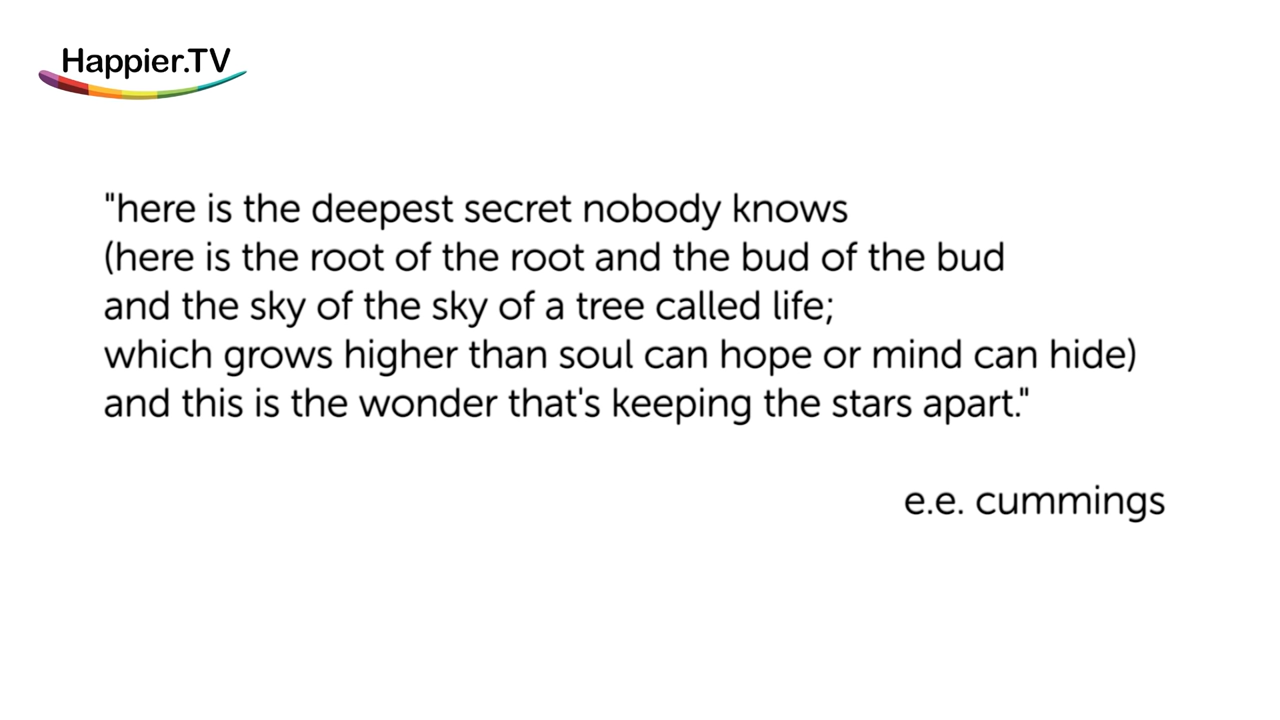 Happier.TV
"here is the deepest secret nobody knows
(here is the root of the root and the bud of the bud
and the sky of the sky of a tree called life;
which grows higher than soul can hope or mind can hide)
and this is the wonder that's keeping the stars apart."
e.e. cummings